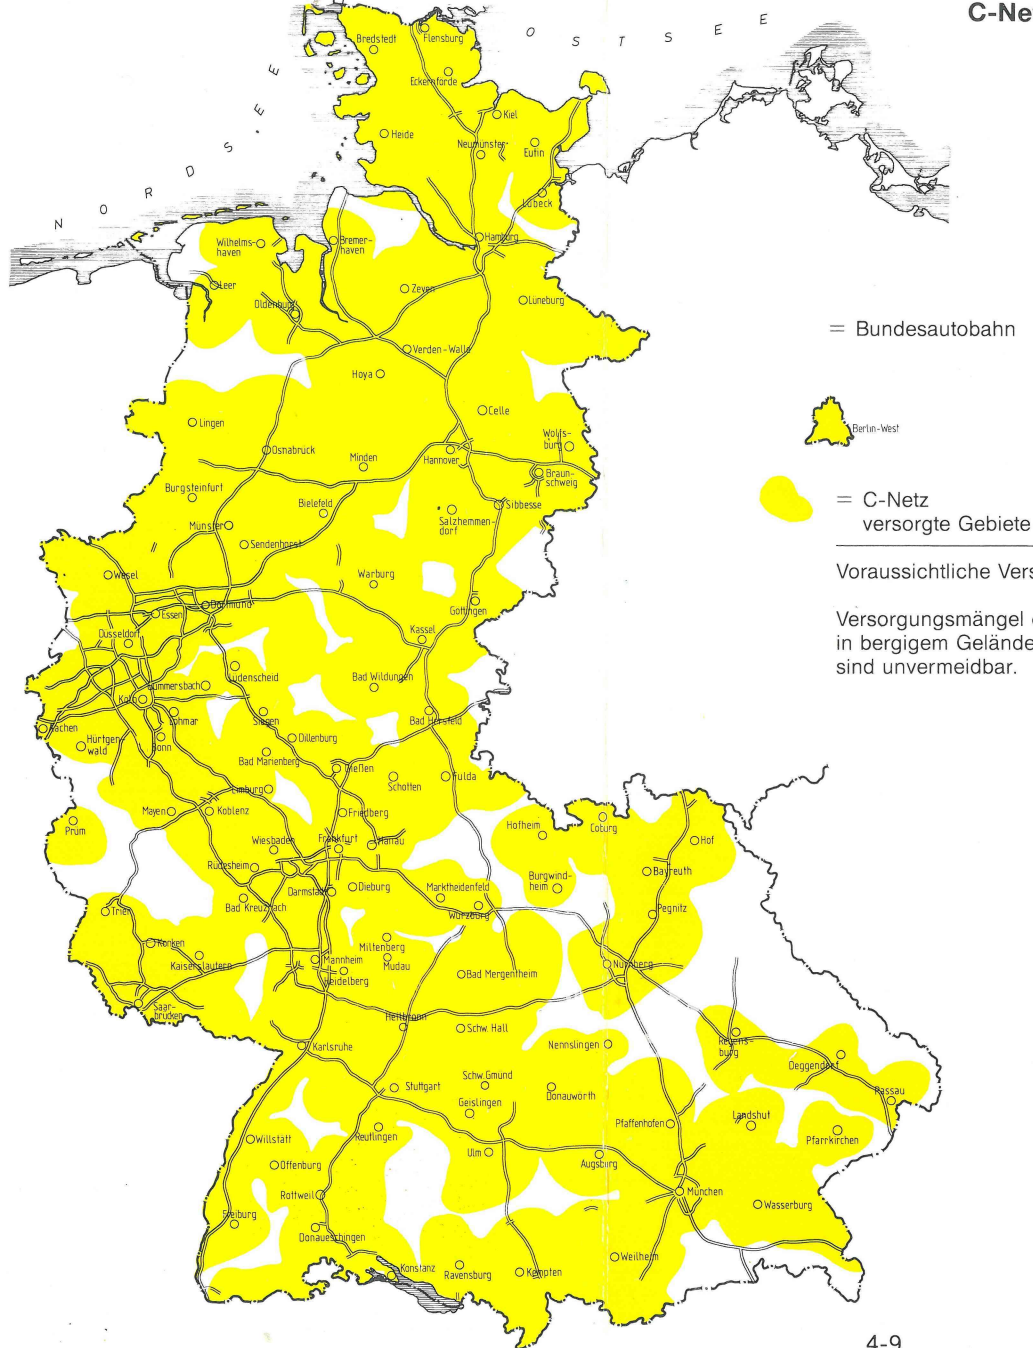 C-Ne
OSTSEE
NORDSEE
Bredstedt
Flensburg
Eckernförde
Kiel
Heide
Neumünster
Eutin
Lübeck
Wilhelms-
haven
Bremer-
haven
Hamburg
Leer
Zeven
Oldenburg
Lüneburg
Verden-Walle
Hoya
Celle
Lingen
Osnabrück
Minden
Hannover
Wolfs-
burg
Braun-
schweig
Burgsteinfurt
Bielefeld
Sibbesse
Salzhemmen-
dorf
Münster
Sendenhorst
Wesel
Warburg
Dortmund
Essen
Göttingen
Düsseldorf
Kassel
Lüdenscheid
Gummersbach
Bad Wildungen
Köln
Lohmar
Siegen
Bad Hersfeld
Aachen
Hürtgen-
wald
Bonn
Dillenburg
Bad Marienberg
Gießen
Schotten
Fulda
Limburg
Mayen
Koblenz
Friedberg
Prüm
Hofheim
Coburg
Hof
Wiesbaden
Frankfurt
Hanau
Rüdesheim
Burgwind-
heim
Bayreuth
Darmstadt
Dieburg
Marktheidenfeld
Bad Kreuznach
Würzburg
Pegnitz
Trier
Konken
Kaiserslautern
Miltenberg
Mudau
Mannheim
Heidelberg
Bad Mergentheim
Nürnberg
Saar-
brücken
Heilbronn
Schw. Hall
Karlsruhe
Nennslingen
Regens-
burg
Deggendorf
Stuttgart
Schw.Gmünd
Geislingen
Donauwörth
Passau
Pfaffenhofen
Landshut
Pfarrkirchen
Willstätt
Reutlingen
Offenburg
Ulm
Augsburg
Rottweil
München
Wasserburg
Freiburg
Donaueschingen
Konstanz
Ravensburg
Kempten
Weilheim
= Bundesautobahn
Berlin-West
= C-Netz
versorgte Gebiete
Voraussichtliche Vers
Versorgungsmängel
in bergigem Gelände
sind unvermeidbar.
4-9